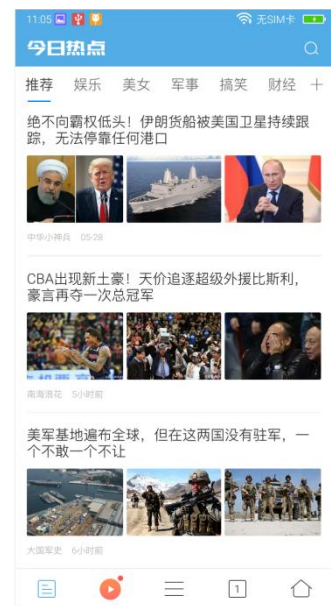 11:05 无SIM卡
今日热点
推荐 娱乐 美女 军事 搞笑 财经
绝不向霸权低头！伊朗货船被美国卫星持续跟
踪，无法停靠任何港口
中华小神兵 05-28
CBA出现新土豪！天价追逐超级外援比斯利，
豪言再夺一次总冠军
南海浪花 5小时前
美军基地遍布全球，但在这两国没有驻军，一
个不敢一个不让
大国军史 6小时前
1